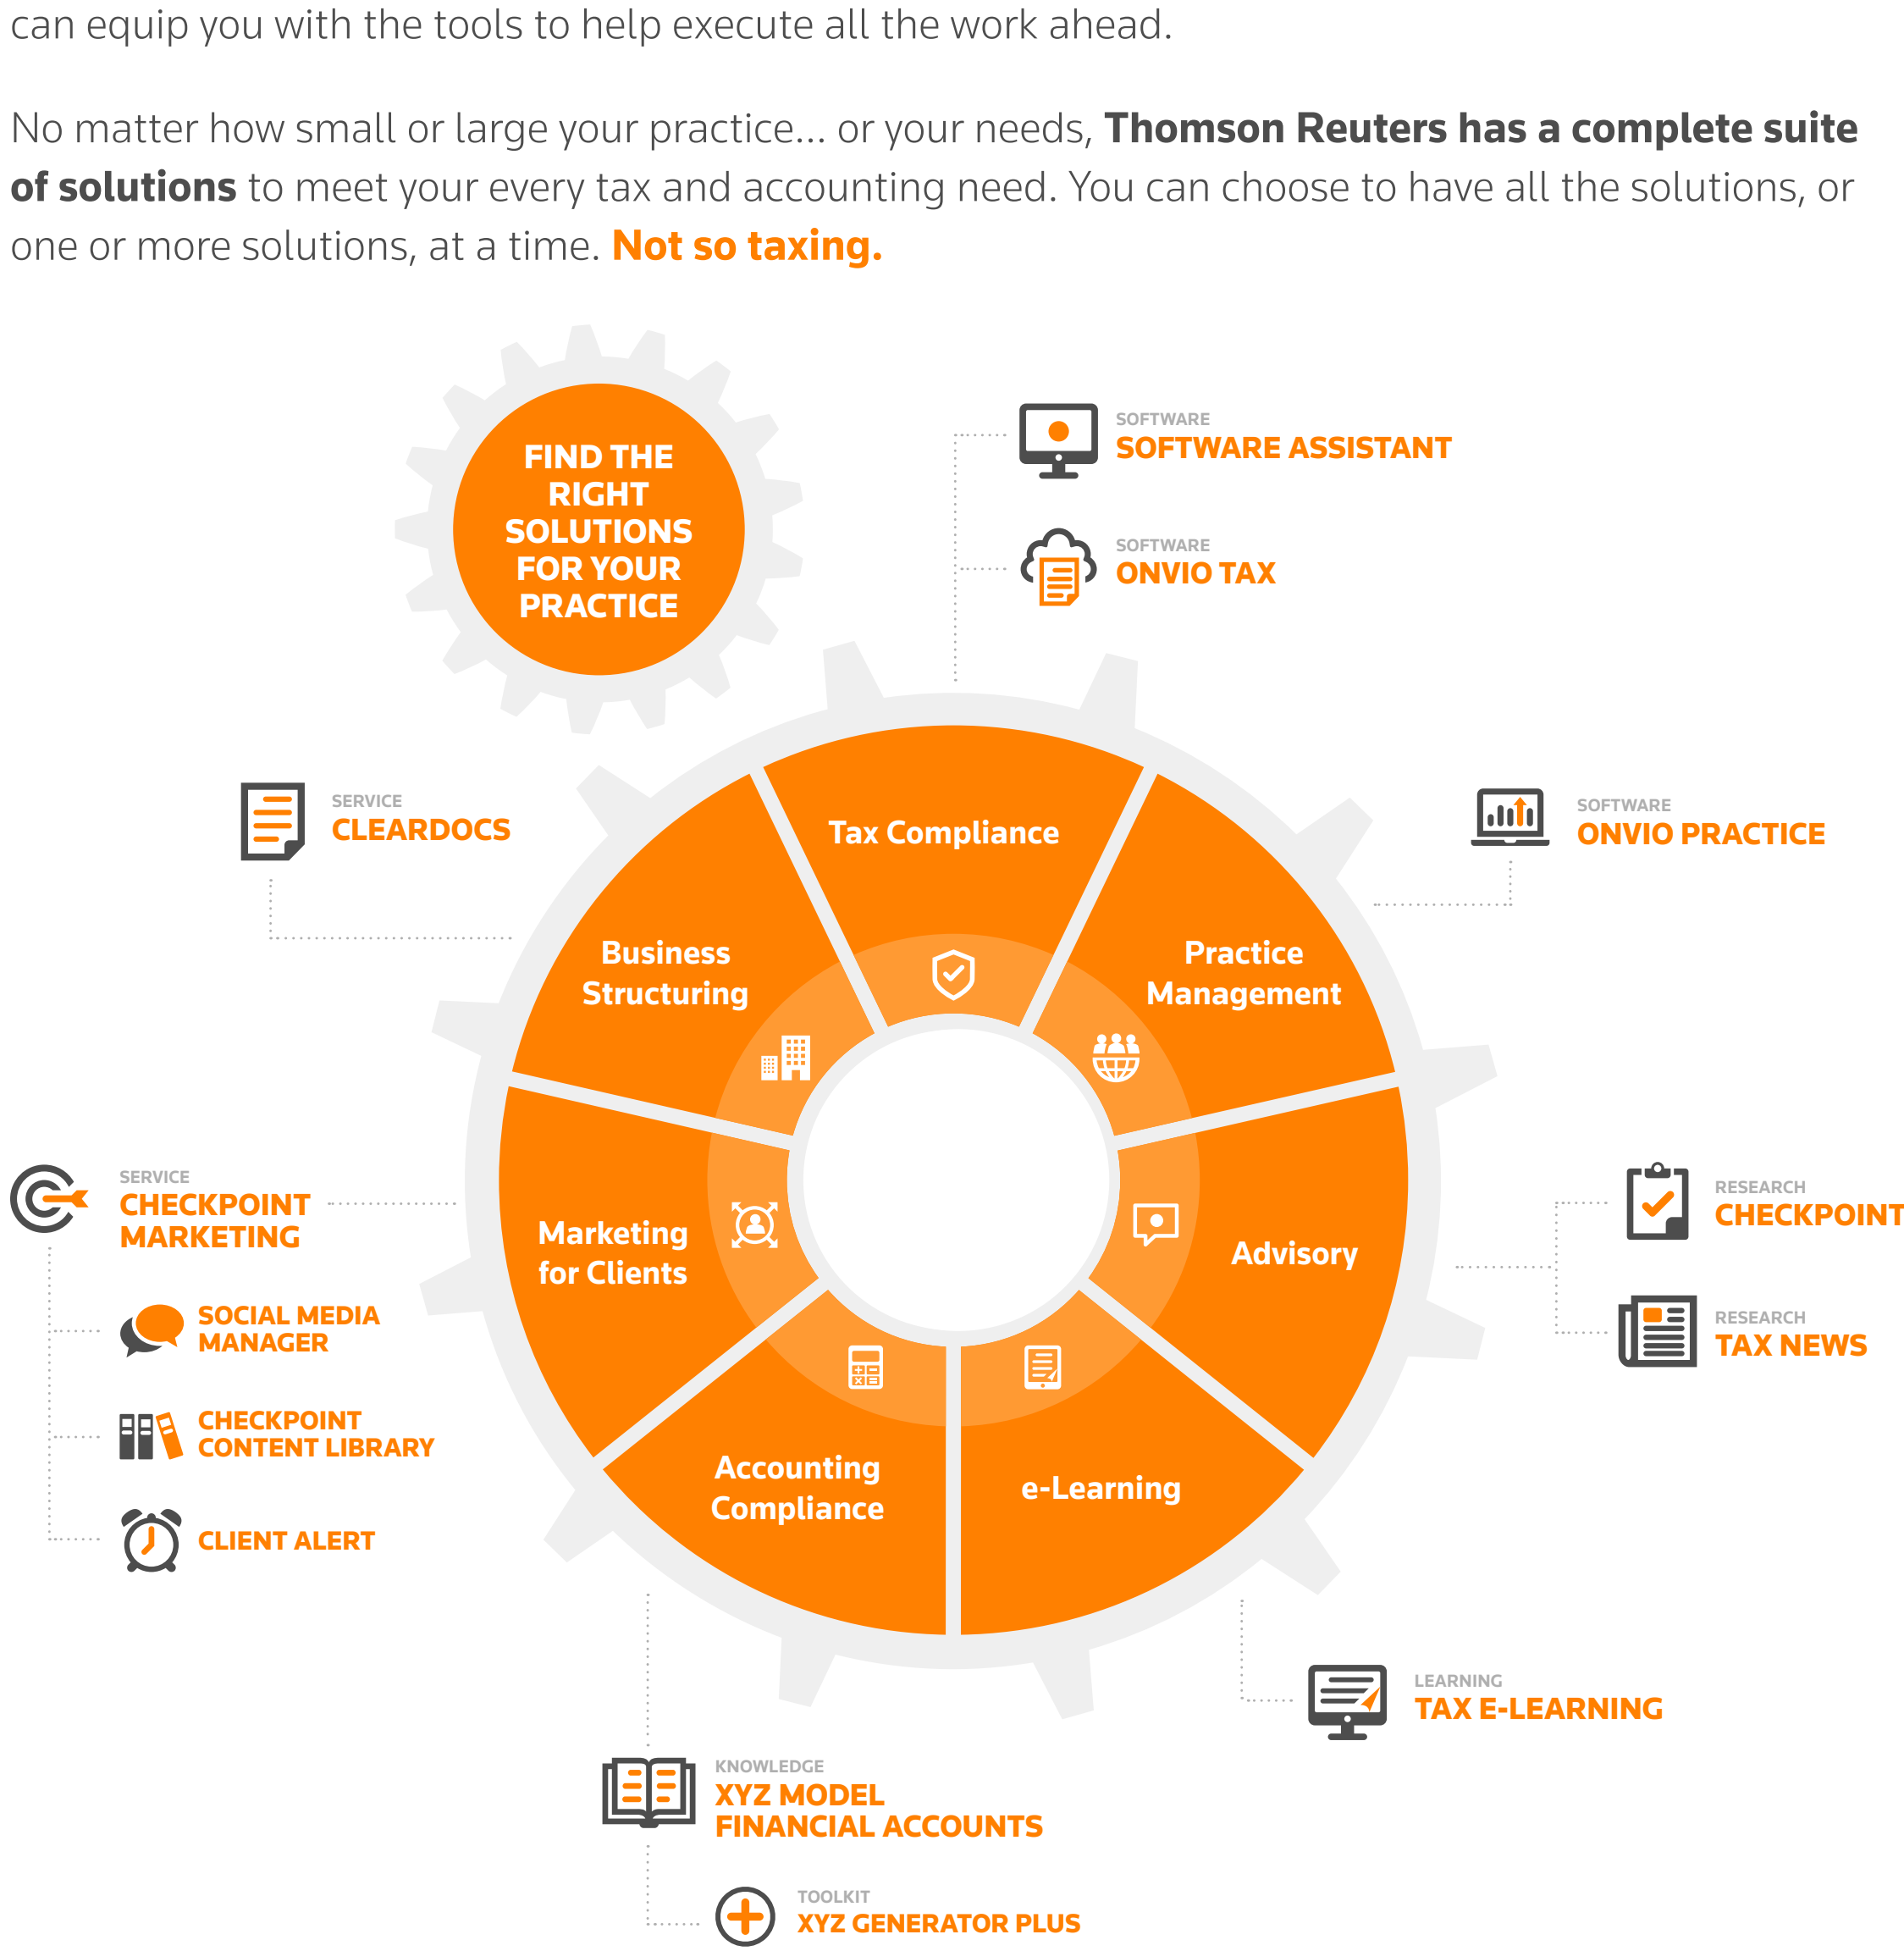 can equip you with the tools to help execute all the work ahead.
No matter how small or large your practice... or your needs, Thomson Reuters has a complete suite
of solutions to meet your every tax and accounting need. You can choose to have all the solutions, or
one or more solutions, at a time. Not so taxing.
FIND THE
RIGHT
SOLUTIONS
FOR YOUR
PRACTICE
SOFTWARE
SOFTWARE ASSISTANT
SOFTWARE
ONVIO TAX
SERVICE
CLEARDOCS
SOFTWARE
ONVIO PRACTICE
Tax Compliance
Business
Structuring
Practice
Management
SERVICE
CHECKPOINT
MARKETING
SOCIAL MEDIA
MANAGER
CHECKPOINT
CONTENT LIBRARY
CLIENT ALERT
Marketing
for Clients
Advisory
RESEARCH
CHECKPOINT
RESEARCH
TAX NEWS
Accounting
Compliance
e-Learning
LEARNING
TAX E-LEARNING
KNOWLEDGE
XYZ MODEL
FINANCIAL ACCOUNTS
TOOLKIT
XYZ GENERATOR PLUS